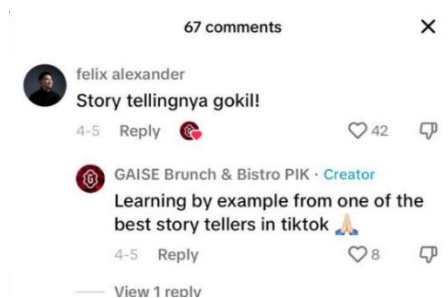 67 comments
felix alexander
Story tellingnya gokil!
4-5 Reply 42
GAISE Brunch & Bistro PIK · Creator
Learning by example from one of the
best story tellers in tiktok 🙏🏻
4-5 Reply 8
View 1 reply